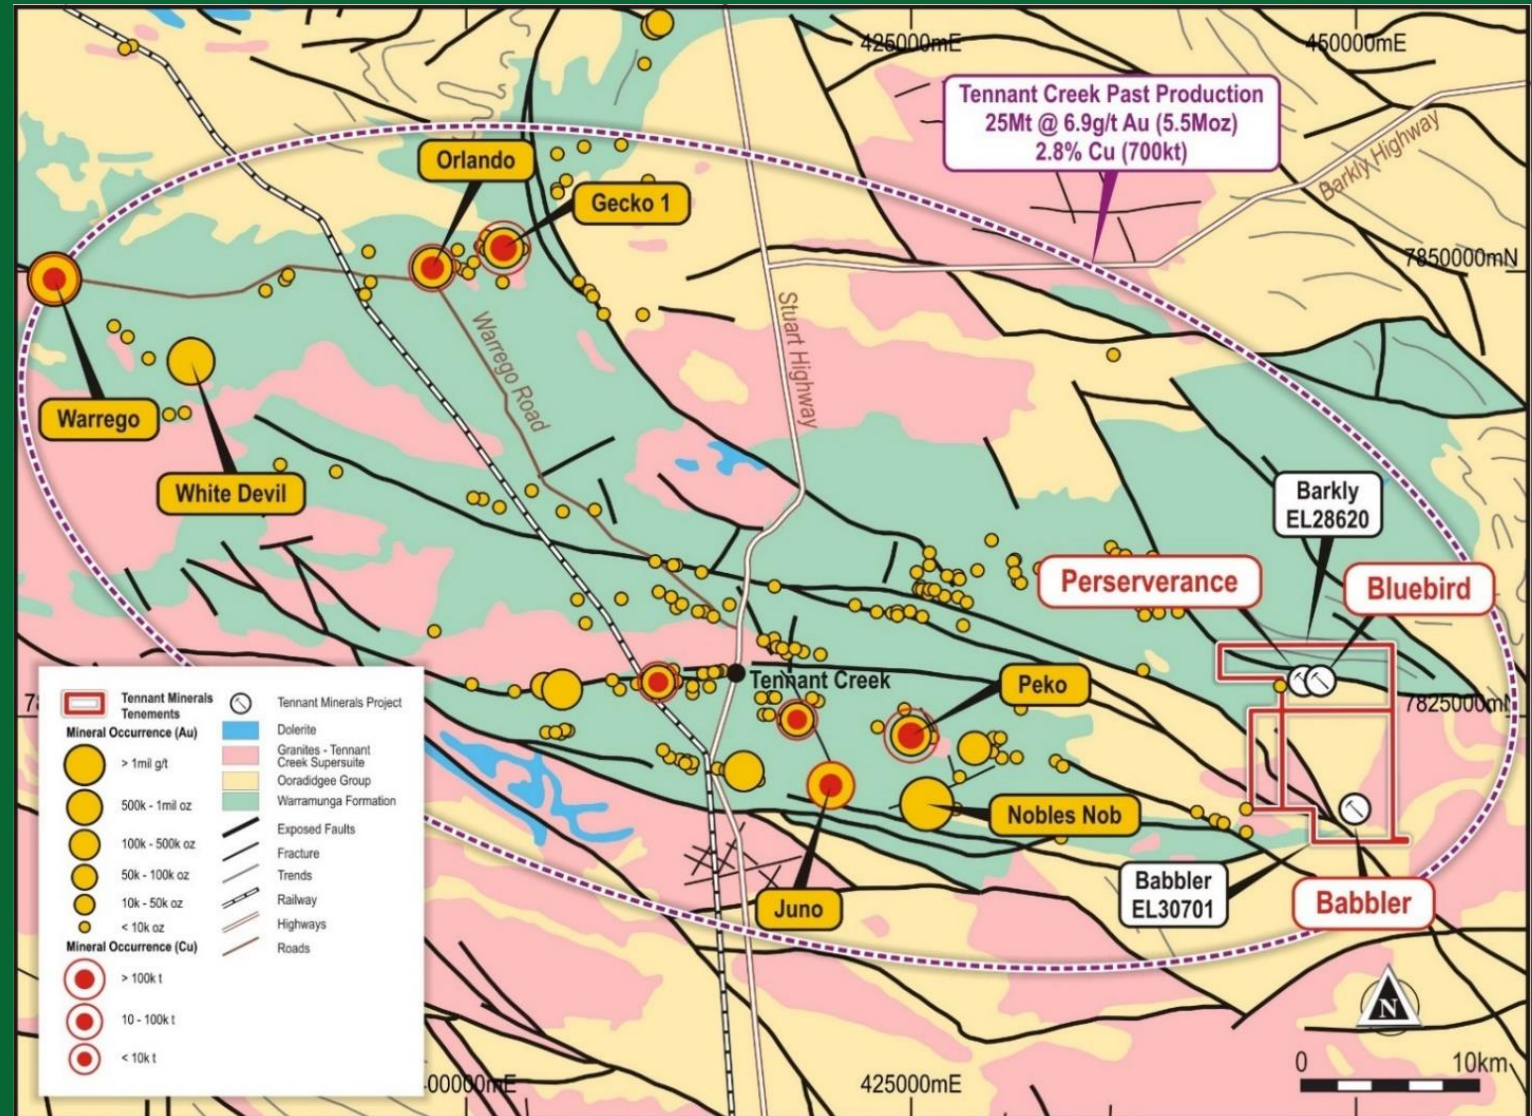 425000mE
450000mE
Tennant Creek Past Production
25Mt @ 6.9g/t Au (5.5Moz)
2.8% Cu (700kt)
Barkly Highway
Orlando
Gecko 1
7850000mN
Stuart Highway
Warrego Road
Warrego
White Devil
Barkly
EL28620
Perserverance
Bluebird
Tennant Creek
Peko
78
7825000mN
Nobles Nob
Juno
Babbler
EL30701
Babbler
Tennant Minerals
Tenements
Mineral Occurrence (Au)
> 1mil g/t
500k - 1mil oz
100k - 500k oz
50k - 100k oz
10k - 50k oz
< 10k oz
Mineral Occurrence (Cu)
> 100k t
10 - 100k t
< 10k t
Tennant Minerals Project
Dolerite
Granites - Tennant
Creek Supersuite
Ooradidgee Group
Warramunga Formation
Exposed Faults
Fracture
Trends
Railway
Highways
Roads
00000mE
425000mE
N
0 10km